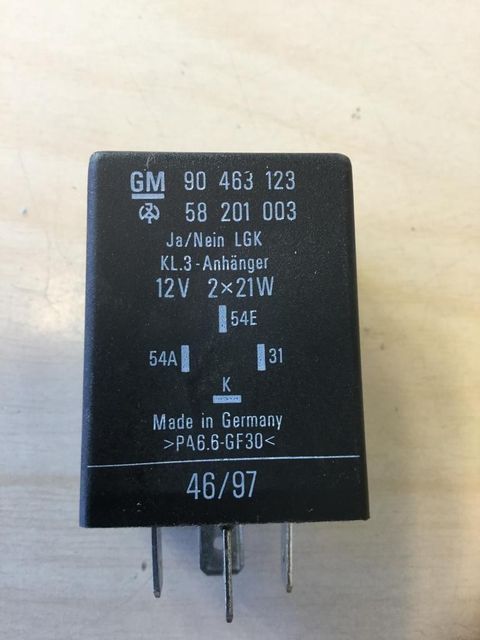 GM 90 463 123
58 201 003
Ja/Nein LGK
KL.3-Anhänger
12V 2×21W
54E
54A 31
K
Made in Germany
>PA6.6-GF30<
46/97